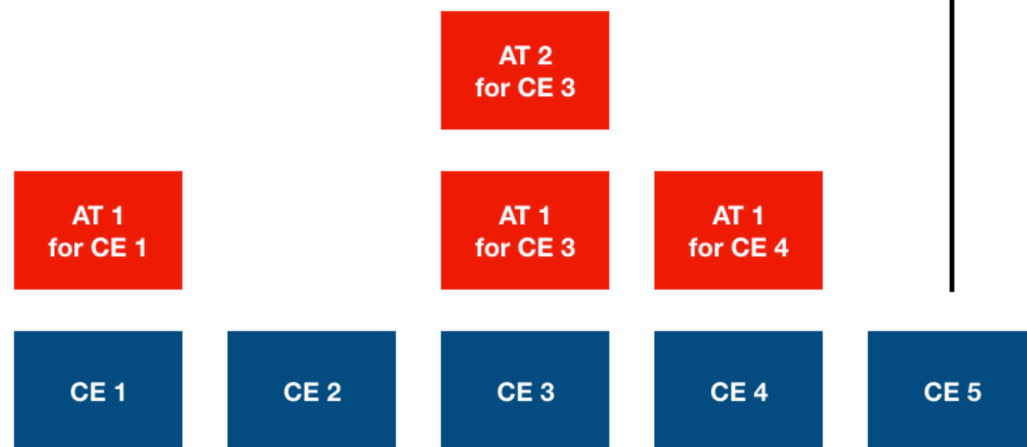 AT 2
for CE 3
AT 1
for CE 1
AT 1
for CE 3
AT 1
for CE 4
CE 1
CE 2
CE 3
CE 4
CE 5